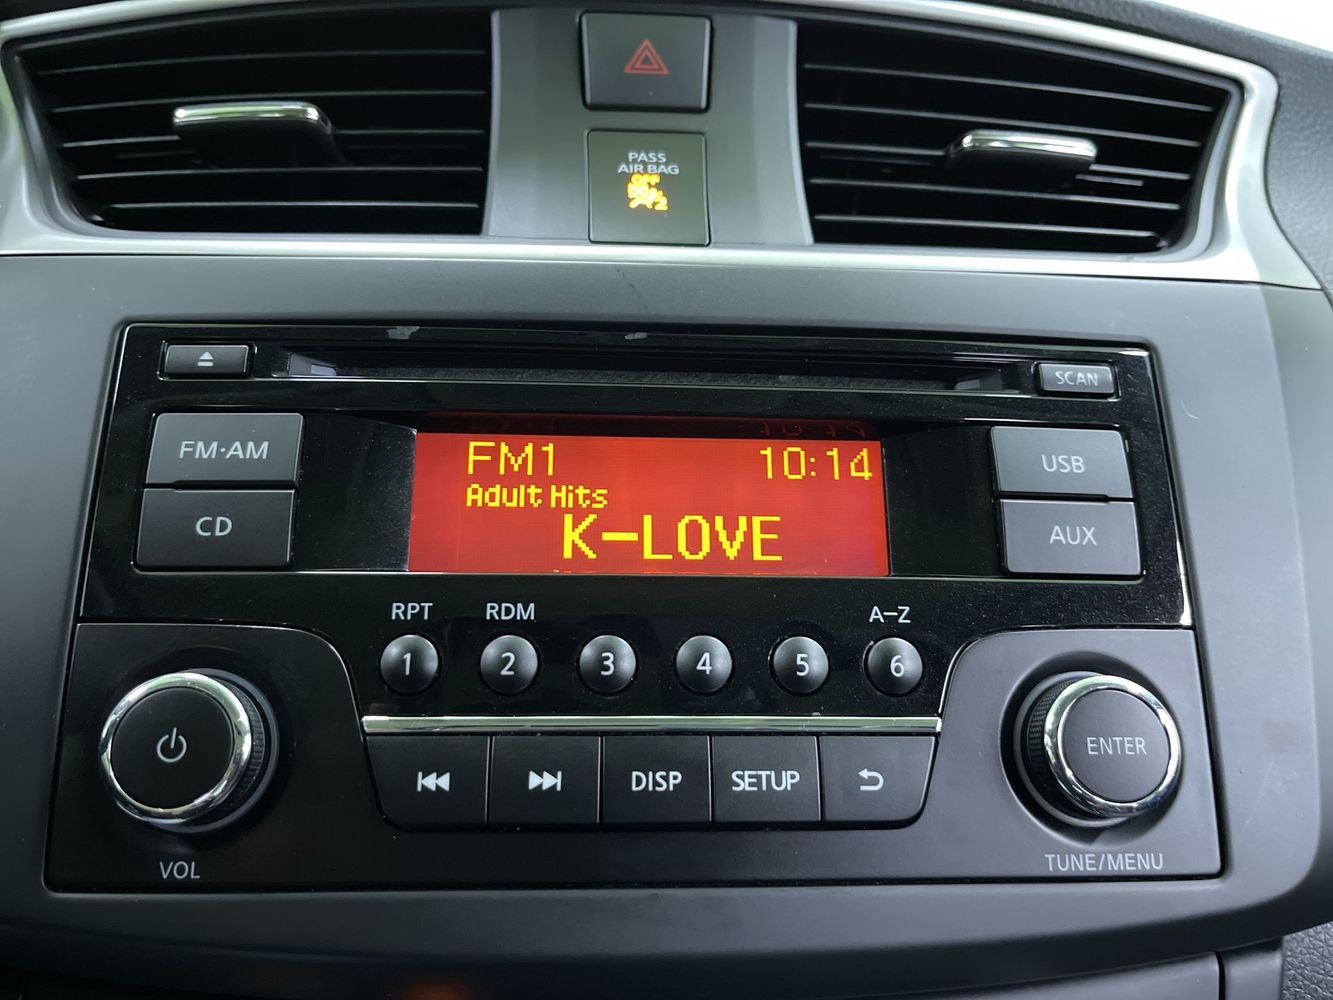 PASS
AIR BAG
OFF
SCAN
FM·AM
CD
FM1 10:14
Adult Hits
K-LOVE
USB
AUX
RPT RDM A-Z
1 2 3 4 5 6
DISP SETUP
ENTER
VOL
TUNE/MENU